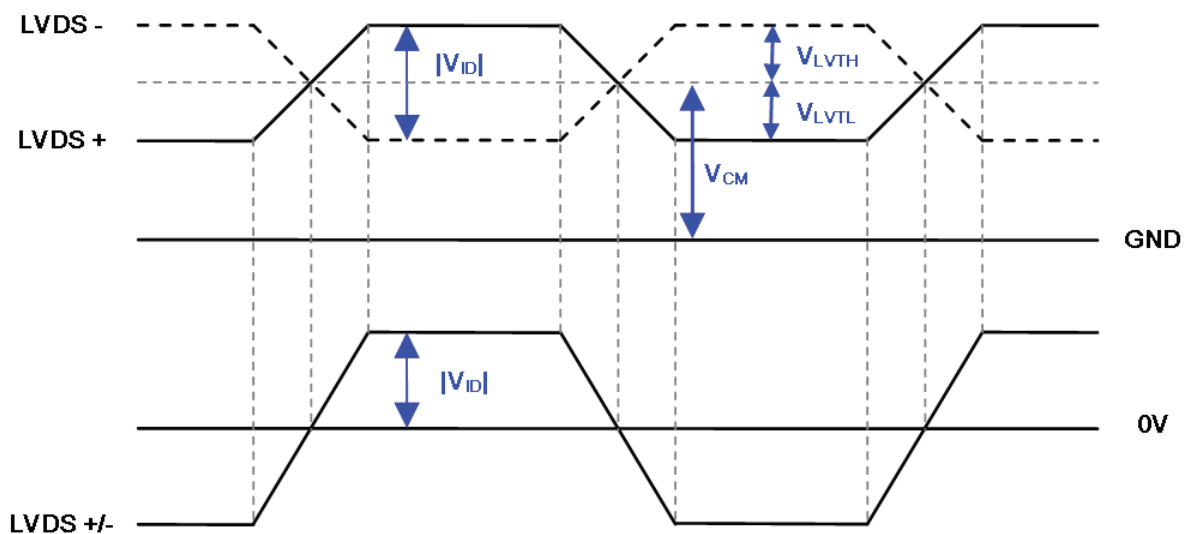 LVDS -
|VID|
VLVTH
LVDS +
VLVTL
VCM
GND
|VID|
0V
LVDS +/-